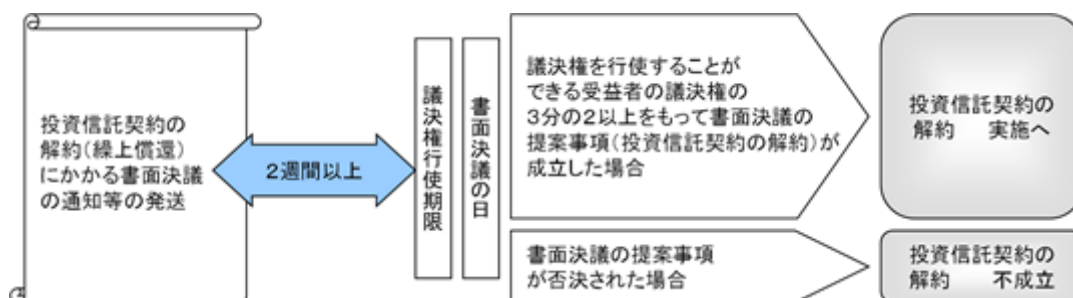 投資信託契約の
解約(繰上償還)
にかかる書面決議
の通知等の発送
2週間以上
議決権行使期限
書面決議の日
議決権を行使することが
できる受益者の議決権の
3分の2以上をもって書面決議の
提案事項(投資信託契約の解約)が
成立した場合
投資信託契約の
解約 実施へ
書面決議の提案事項
が否決された場合
投資信託契約の
解約 不成立